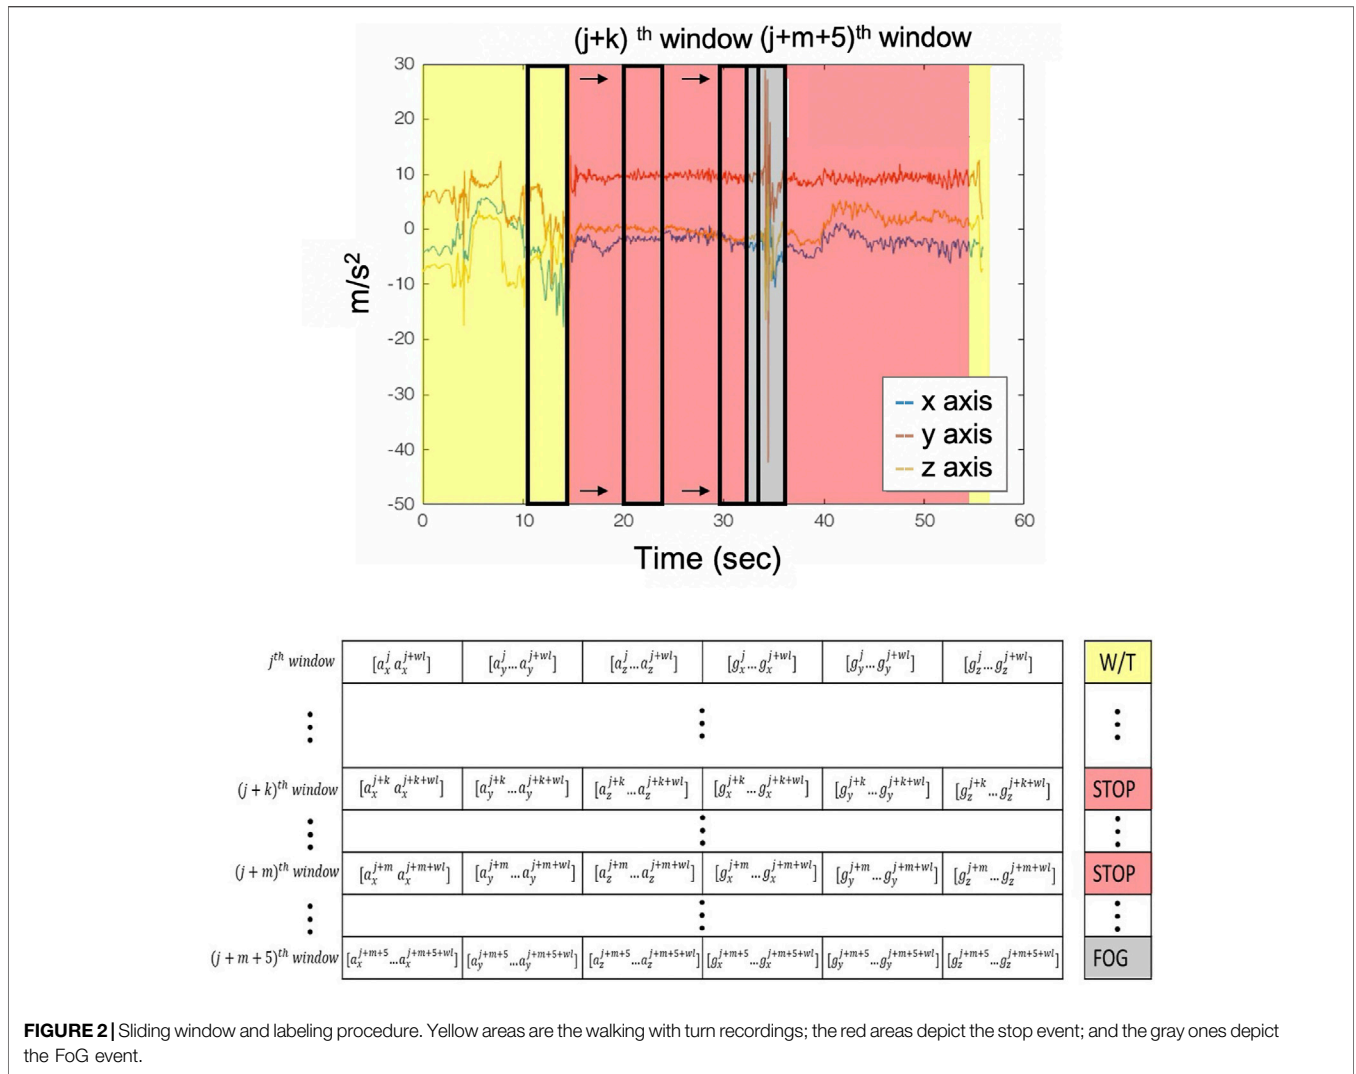 (j+k) th window (j+m+5)th window
30
20
10
0
-10
-20
-30
-40
-50
m/s2
0 10 20 30 40 50 60
Time (sec)
x axis
y axis
z axis
j^th window [a_x^j a_x^{j+wl}] [a_y^j...a_y^{j+wl}] [a_z^j...a_z^{j+wl}] [g_x^j...g_x^{j+wl}] [g_y^j...g_y^{j+wl}] [g_z^j...g_z^{j+wl}] W/T
(j + k)^th window [a_x^{j+k} a_x^{j+k+wl}] [a_y^{j+k}...a_y^{j+k+wl}] [a_z^{j+k}...a_z^{j+k+wl}] [g_x^{j+k}...g_x^{j+k+wl}] [g_y^{j+k}...g_y^{j+k+wl}] [g_z^{j+k}...g_z^{j+k+wl}] STOP
(j + m)^th window [a_x^{j+m} a_x^{j+m+wl}] [a_y^{j+m}...a_y^{j+m+wl}] [a_z^{j+m}...a_z^{j+m+wl}] [g_x^{j+m}...g_x^{j+m+wl}] [g_y^{j+m}...g_y^{j+m+wl}] [g_z^{j+m}...g_z^{j+m+wl}] STOP
(j + m + 5)^th window [a_x^{j+m+5}...a_x^{j+m+5+wl}] [a_y^{j+m+5}...a_y^{j+m+5+wl}] [a_z^{j+m+5}...a_z^{j+m+5+wl}] [g_x^{j+m+5}...g_x^{j+m+5+wl}] [g_y^{j+m+5}...g_y^{j+m+5+wl}] [g_z^{j+m+5}...g_z^{j+m+5+wl}] FOG
FIGURE 2 | Sliding window and labeling procedure. Yellow areas are the walking with turn recordings; the red areas depict the stop event; and the gray ones depict
the FoG event.